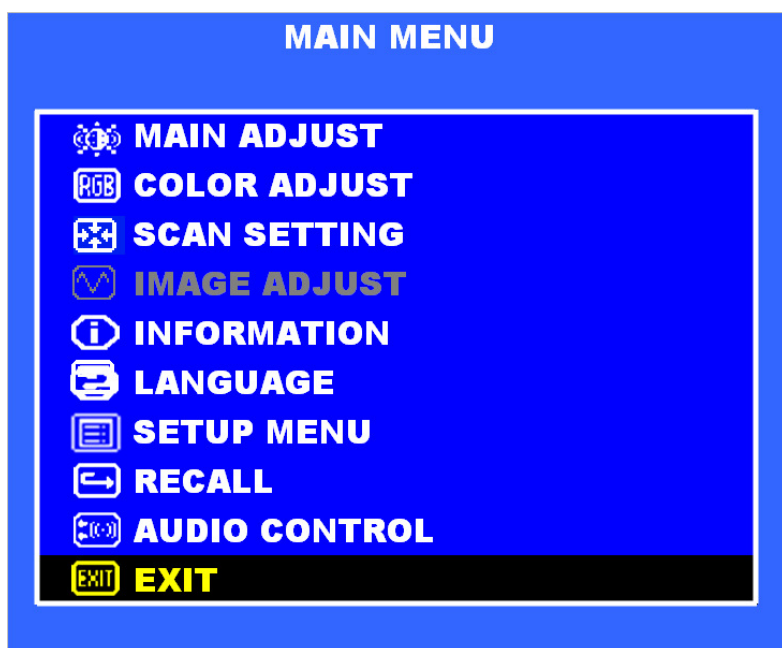 MAIN MENU
MAIN ADJUST
RGB COLOR ADJUST
SCAN SETTING
IMAGE ADJUST
INFORMATION
LANGUAGE
SETUP MENU
RECALL
AUDIO CONTROL
EXIT EXIT